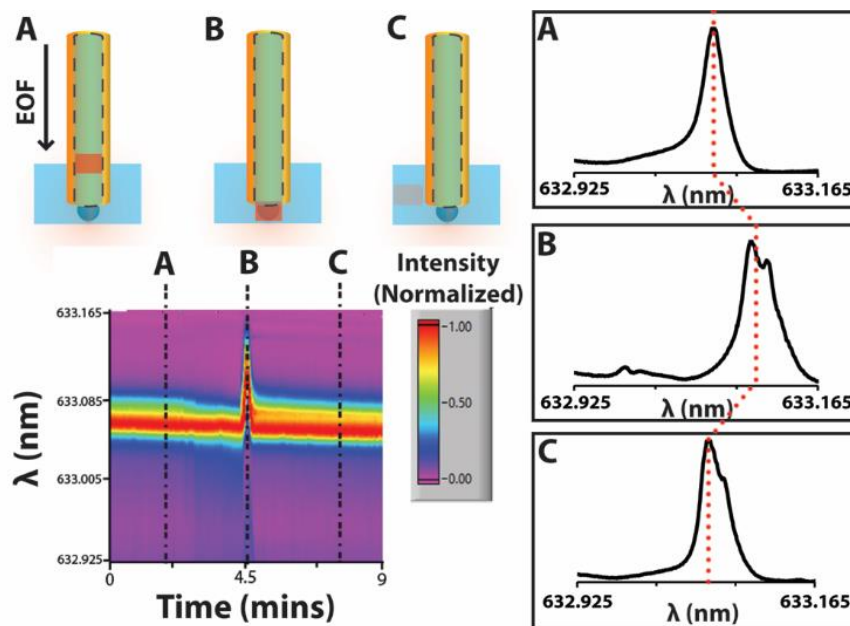 A
B
C
EOF
Intensity
(Normalized)
A
B
C
633.165
633.085
633.005
632.925
λ (nm)
0
4.5
9
Time (mins)
1.00
0.50
0.00
A
632.925
633.165
λ (nm)
B
632.925
633.165
λ (nm)
C
632.925
633.165
λ (nm)